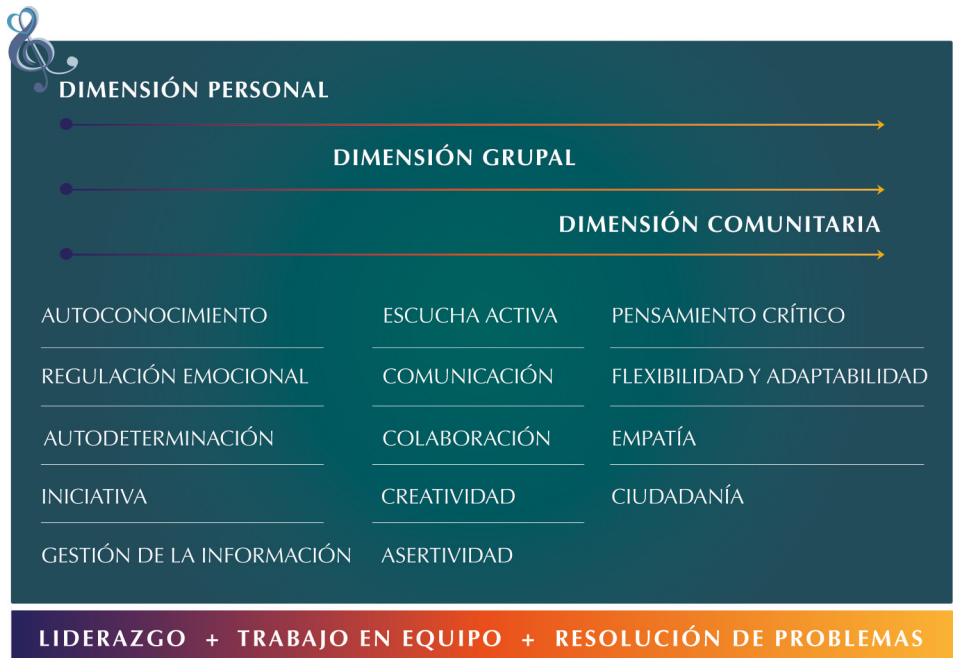 DIMENSIÓN PERSONAL
DIMENSIÓN GRUPAL
DIMENSIÓN COMUNITARIA
AUTOCONOCIMIENTO
REGULACIÓN EMOCIONAL
AUTODETERMINACIÓN
INICIATIVA
GESTIÓN DE LA INFORMACIÓN
ESCUCHA ACTIVA
COMUNICACIÓN
COLABORACIÓN
CREATIVIDAD
ASERTIVIDAD
PENSAMIENTO CRÍTICO
FLEXIBILIDAD Y ADAPTABILIDAD
EMPATÍA
CIUDADANÍA
LIDERAZGO + TRABAJO EN EQUIPO + RESOLUCIÓN DE PROBLEMAS